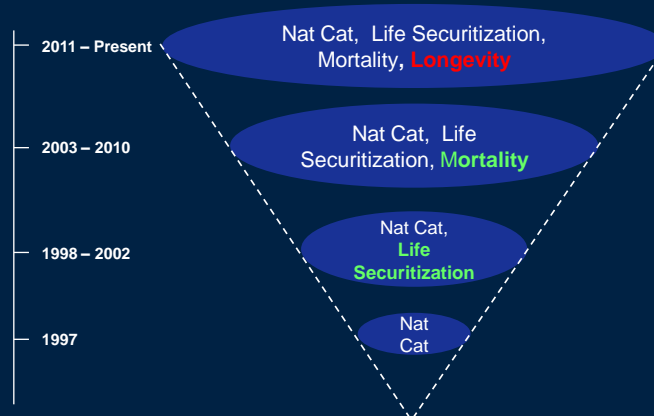 2011 – Present
Nat Cat, Life Securitization,
Mortality, Longevity
2003 – 2010
Nat Cat, Life
Securitization, Mortality
1998 – 2002
Nat Cat,
Life
Securitization
1997
Nat
Cat